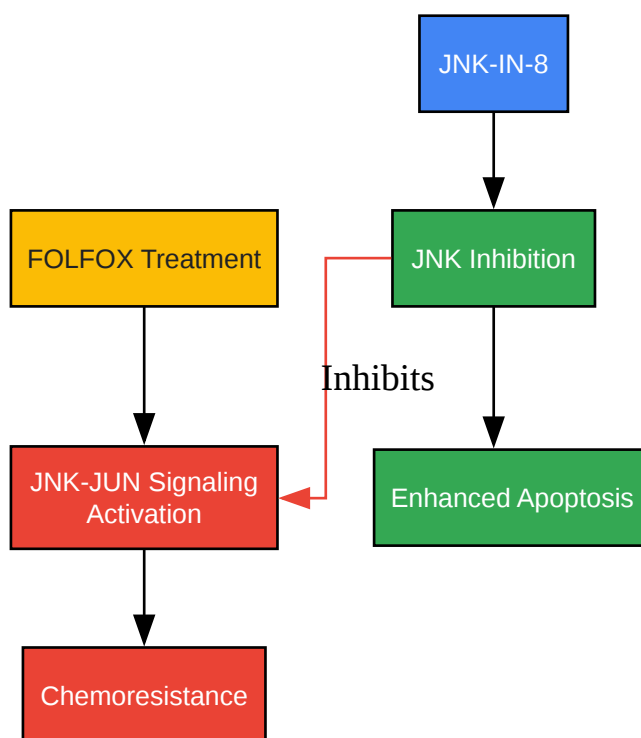 JNK-IN-8
FOLFOX Treatment
JNK Inhibition
Inhibits
JNK-JUN Signaling
Activation
Enhanced Apoptosis
Chemoresistance